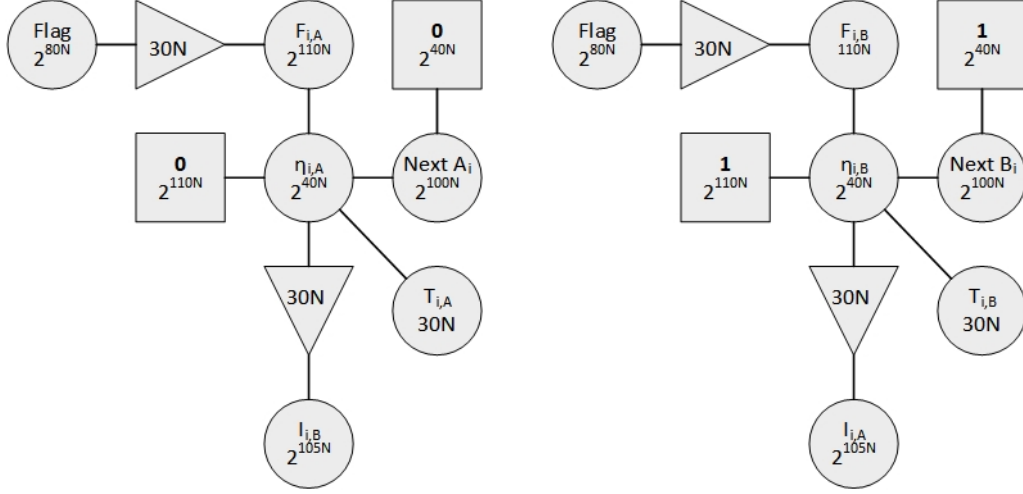 Flag
2^80N
30N
F_i,A
2^110N
0
2^40N
0
2^110N
η_i,A
2^40N
Next A_i
2^100N
30N
T_i,A
30N
I_i,B
2^105N
Flag
2^80N
30N
F_i,B
110N
1
2^40N
1
2^110N
η_i,B
2^40N
Next B_i
2^100N
30N
T_i,B
30N
I_i,A
2^105N